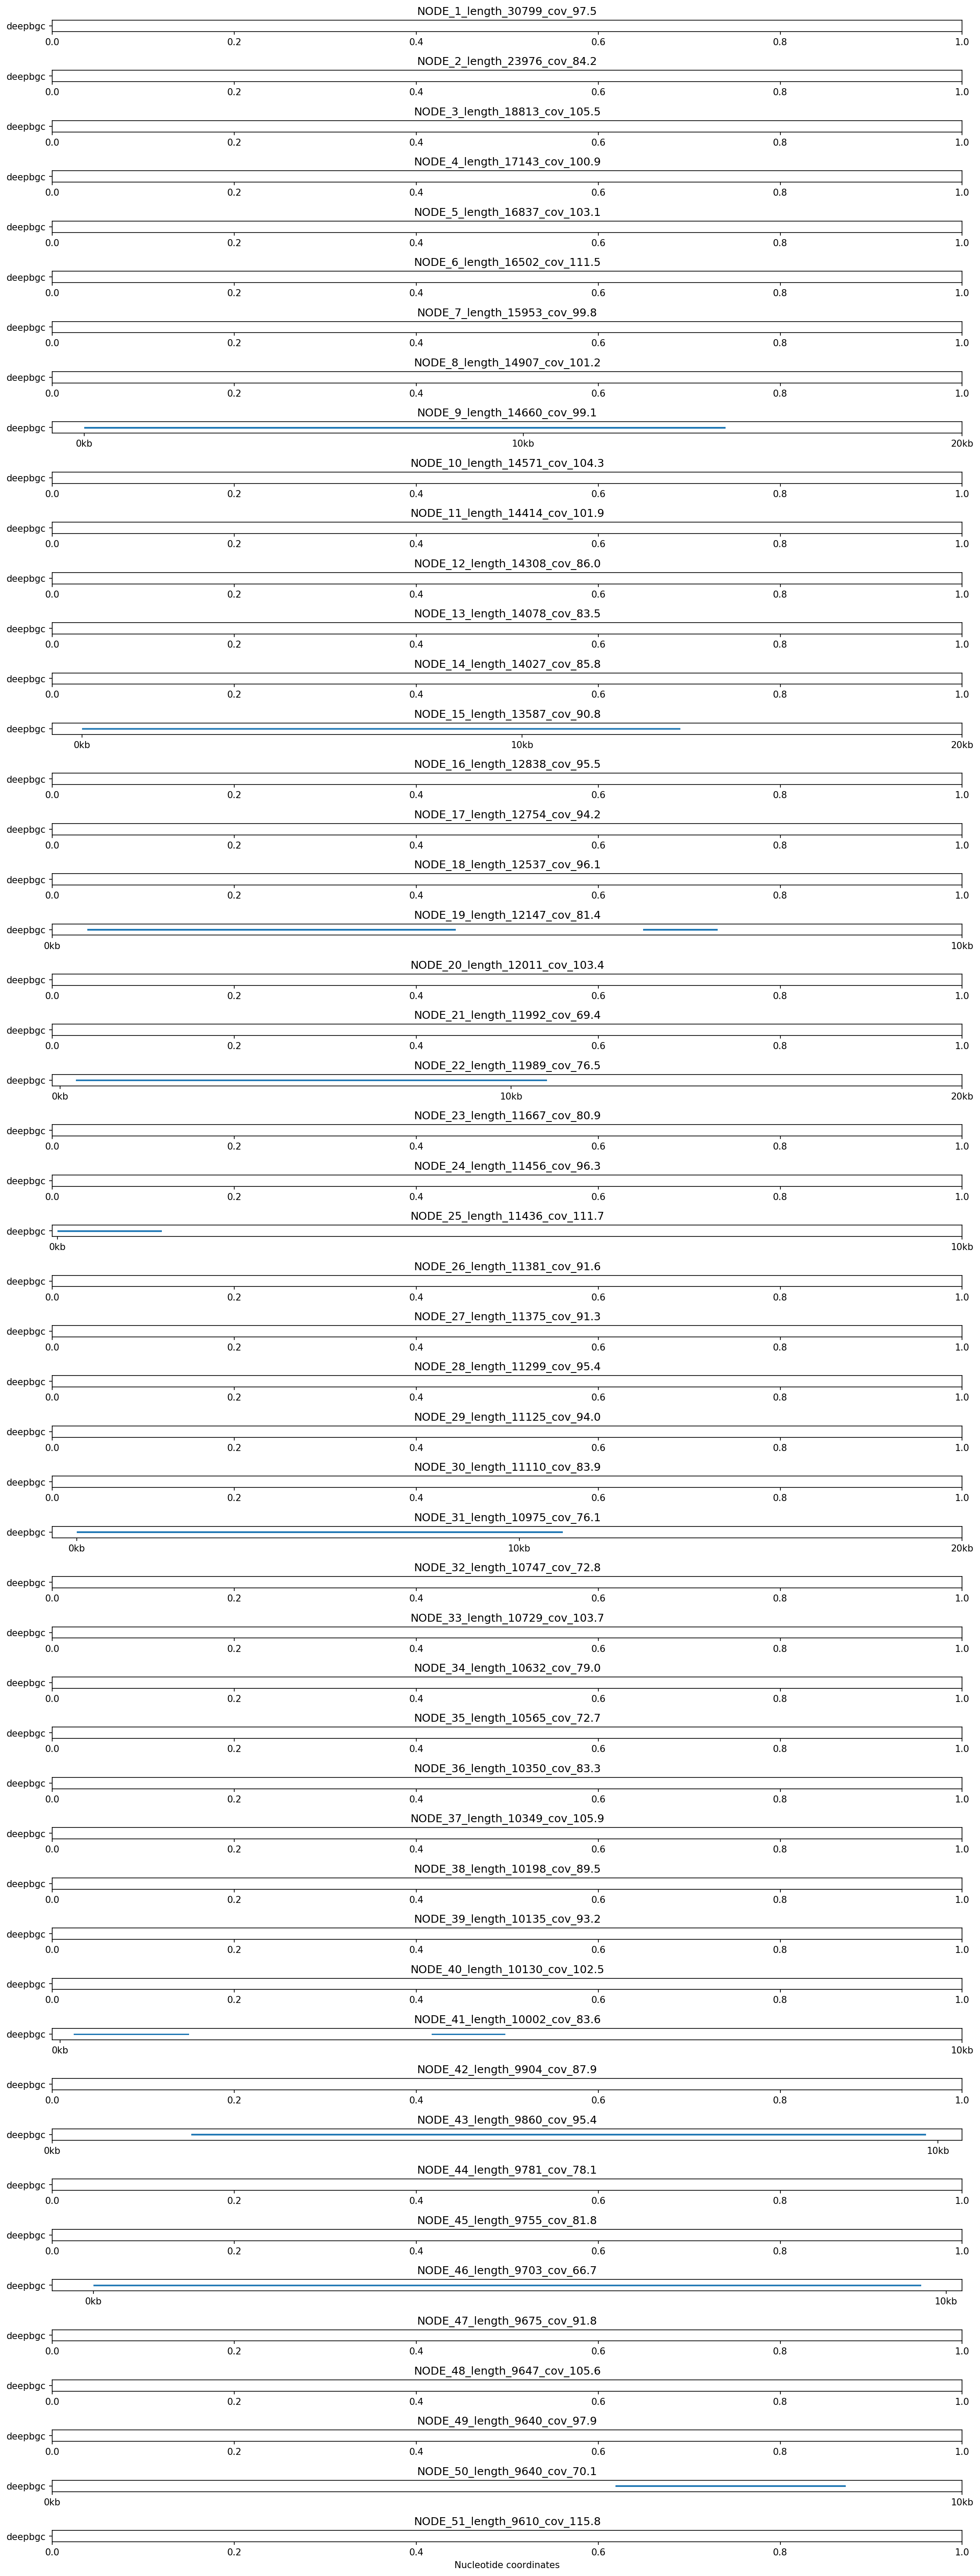 NODE_1_length_30799_cov_97.5
deepbgc
0.0 0.2 0.4 0.6 0.8 1.0
NODE_2_length_23976_cov_84.2
deepbgc
0.0 0.2 0.4 0.6 0.8 1.0
NODE_3_length_18813_cov_105.5
deepbgc
0.0 0.2 0.4 0.6 0.8 1.0
NODE_4_length_17143_cov_100.9
deepbgc
0.0 0.2 0.4 0.6 0.8 1.0
NODE_5_length_16837_cov_103.1
deepbgc
0.0 0.2 0.4 0.6 0.8 1.0
NODE_6_length_16502_cov_111.5
deepbgc
0.0 0.2 0.4 0.6 0.8 1.0
NODE_7_length_15953_cov_99.8
deepbgc
0.0 0.2 0.4 0.6 0.8 1.0
NODE_8_length_14907_cov_101.2
deepbgc
0.0 0.2 0.4 0.6 0.8 1.0
NODE_9_length_14660_cov_99.1
deepbgc
0kb 10kb 20kb
NODE_10_length_14571_cov_104.3
deepbgc
0.0 0.2 0.4 0.6 0.8 1.0
NODE_11_length_14414_cov_101.9
deepbgc
0.0 0.2 0.4 0.6 0.8 1.0
NODE_12_length_14308_cov_86.0
deepbgc
0.0 0.2 0.4 0.6 0.8 1.0
NODE_13_length_14078_cov_83.5
deepbgc
0.0 0.2 0.4 0.6 0.8 1.0
NODE_14_length_14027_cov_85.8
deepbgc
0.0 0.2 0.4 0.6 0.8 1.0
NODE_15_length_13587_cov_90.8
deepbgc
0kb 10kb 20kb
NODE_16_length_12838_cov_95.5
deepbgc
0.0 0.2 0.4 0.6 0.8 1.0
NODE_17_length_12754_cov_94.2
deepbgc
0.0 0.2 0.4 0.6 0.8 1.0
NODE_18_length_12537_cov_96.1
deepbgc
0.0 0.2 0.4 0.6 0.8 1.0
NODE_19_length_12147_cov_81.4
deepbgc
0kb 10kb
NODE_20_length_12011_cov_103.4
deepbgc
0.0 0.2 0.4 0.6 0.8 1.0
NODE_21_length_11992_cov_69.4
deepbgc
0.0 0.2 0.4 0.6 0.8 1.0
NODE_22_length_11989_cov_76.5
deepbgc
0kb 10kb 20kb
NODE_23_length_11667_cov_80.9
deepbgc
0.0 0.2 0.4 0.6 0.8 1.0
NODE_24_length_11456_cov_96.3
deepbgc
0.0 0.2 0.4 0.6 0.8 1.0
NODE_25_length_11436_cov_111.7
deepbgc
0kb 10kb
NODE_26_length_11381_cov_91.6
deepbgc
0.0 0.2 0.4 0.6 0.8 1.0
NODE_27_length_11375_cov_91.3
deepbgc
0.0 0.2 0.4 0.6 0.8 1.0
NODE_28_length_11299_cov_95.4
deepbgc
0.0 0.2 0.4 0.6 0.8 1.0
NODE_29_length_11125_cov_94.0
deepbgc
0.0 0.2 0.4 0.6 0.8 1.0
NODE_30_length_11110_cov_83.9
deepbgc
0.0 0.2 0.4 0.6 0.8 1.0
NODE_31_length_10975_cov_76.1
deepbgc
0kb 10kb 20kb
NODE_32_length_10747_cov_72.8
deepbgc
0.0 0.2 0.4 0.6 0.8 1.0
NODE_33_length_10729_cov_103.7
deepbgc
0.0 0.2 0.4 0.6 0.8 1.0
NODE_34_length_10632_cov_79.0
deepbgc
0.0 0.2 0.4 0.6 0.8 1.0
NODE_35_length_10565_cov_72.7
deepbgc
0.0 0.2 0.4 0.6 0.8 1.0
NODE_36_length_10350_cov_83.3
deepbgc
0.0 0.2 0.4 0.6 0.8 1.0
NODE_37_length_10349_cov_105.9
deepbgc
0.0 0.2 0.4 0.6 0.8 1.0
NODE_38_length_10198_cov_89.5
deepbgc
0.0 0.2 0.4 0.6 0.8 1.0
NODE_39_length_10135_cov_93.2
deepbgc
0.0 0.2 0.4 0.6 0.8 1.0
NODE_40_length_10130_cov_102.5
deepbgc
0.0 0.2 0.4 0.6 0.8 1.0
NODE_41_length_10002_cov_83.6
deepbgc
0kb 10kb
NODE_42_length_9904_cov_87.9
deepbgc
0.0 0.2 0.4 0.6 0.8 1.0
NODE_43_length_9860_cov_95.4
deepbgc
0kb 10kb
NODE_44_length_9781_cov_78.1
deepbgc
0.0 0.2 0.4 0.6 0.8 1.0
NODE_45_length_9755_cov_81.8
deepbgc
0.0 0.2 0.4 0.6 0.8 1.0
NODE_46_length_9703_cov_66.7
deepbgc
0kb 10kb
NODE_47_length_9675_cov_91.8
deepbgc
0.0 0.2 0.4 0.6 0.8 1.0
NODE_48_length_9647_cov_105.6
deepbgc
0.0 0.2 0.4 0.6 0.8 1.0
NODE_49_length_9640_cov_97.9
deepbgc
0.0 0.2 0.4 0.6 0.8 1.0
NODE_50_length_9640_cov_70.1
deepbgc
0kb 10kb
NODE_51_length_9610_cov_115.8
deepbgc
0.0 0.2 0.4 0.6 0.8 1.0
Nucleotide coordinates